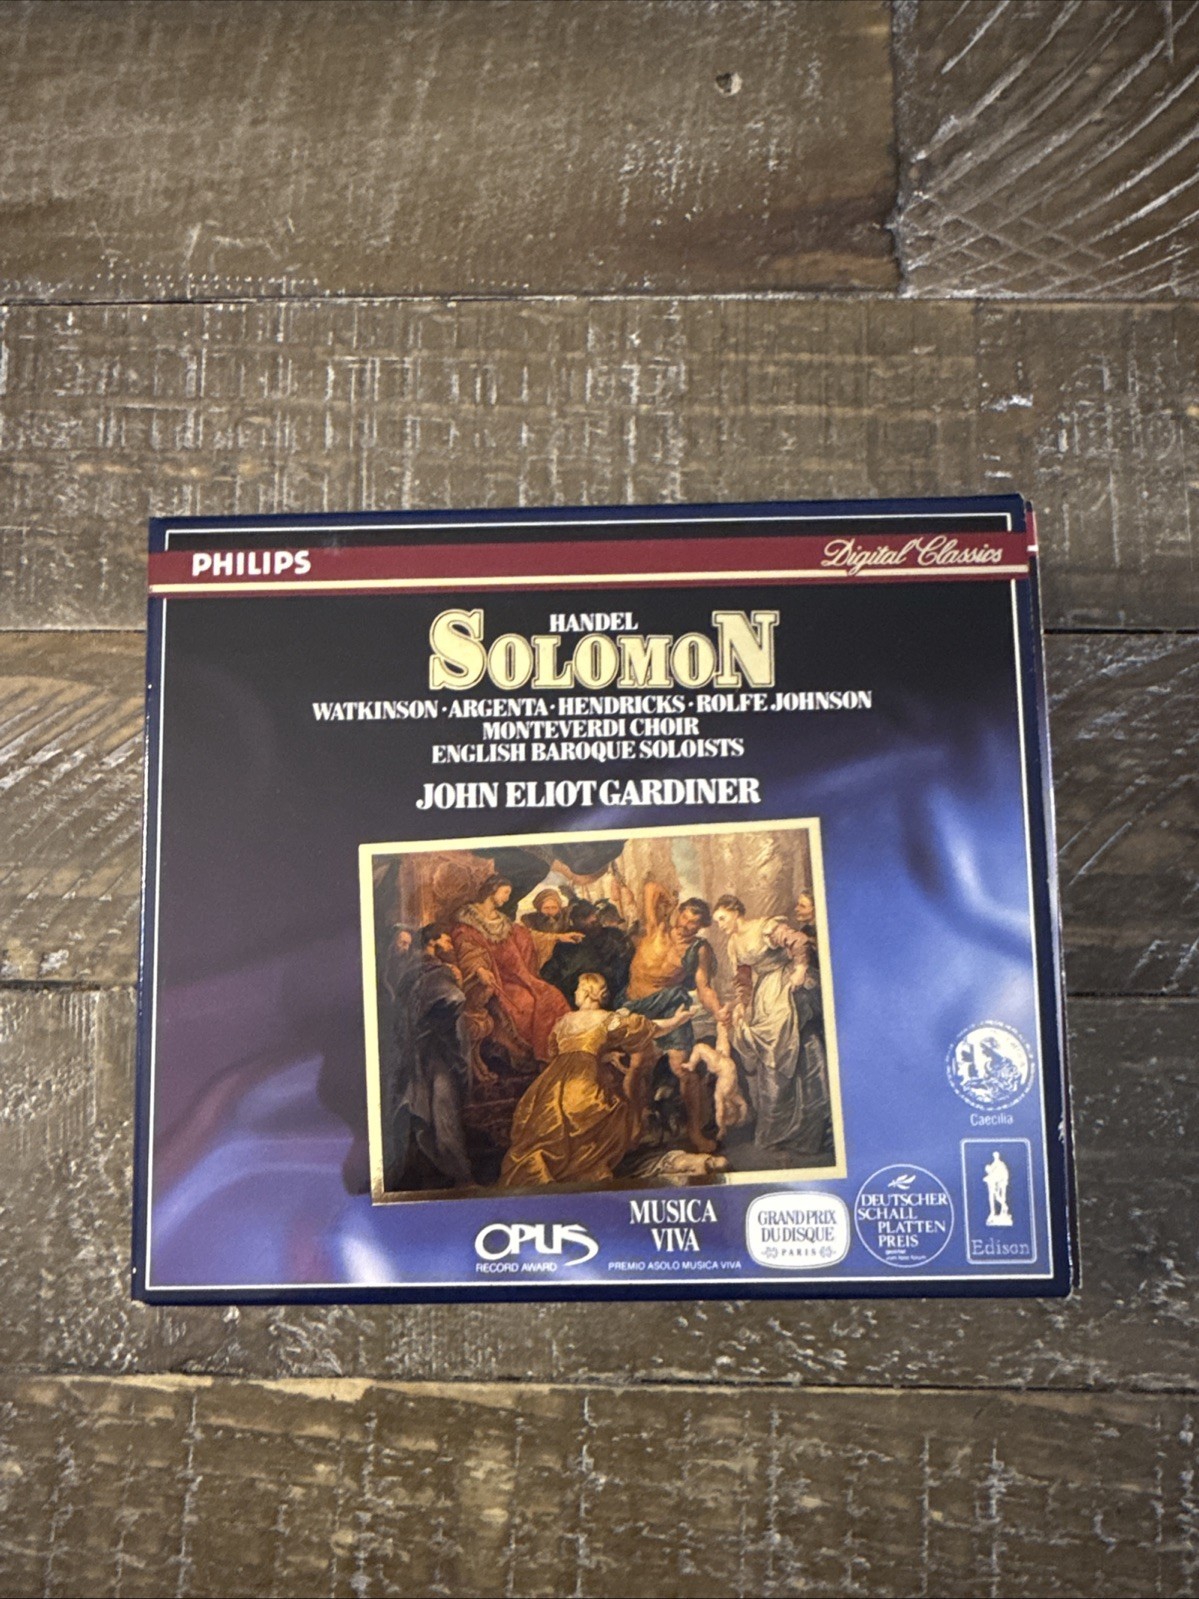 PHILIPS
Digital Classics
HANDEL
SOLOMON
WATKINSON · ARGENTA · HENDRICKS · ROLFE JOHNSON
MONTEVERDI CHOIR
ENGLISH BAROQUE SOLOISTS
JOHN ELIOT GARDINER
Caecilia
OPUS
RECORD AWARD
MUSICA
VIVA
PREMIO ASOLO MUSICA VIVA
GRAND PRIX
DU DISQUE
PARIS
DEUTSCHER
SCHALL
PLATTEN
PREIS
Edison